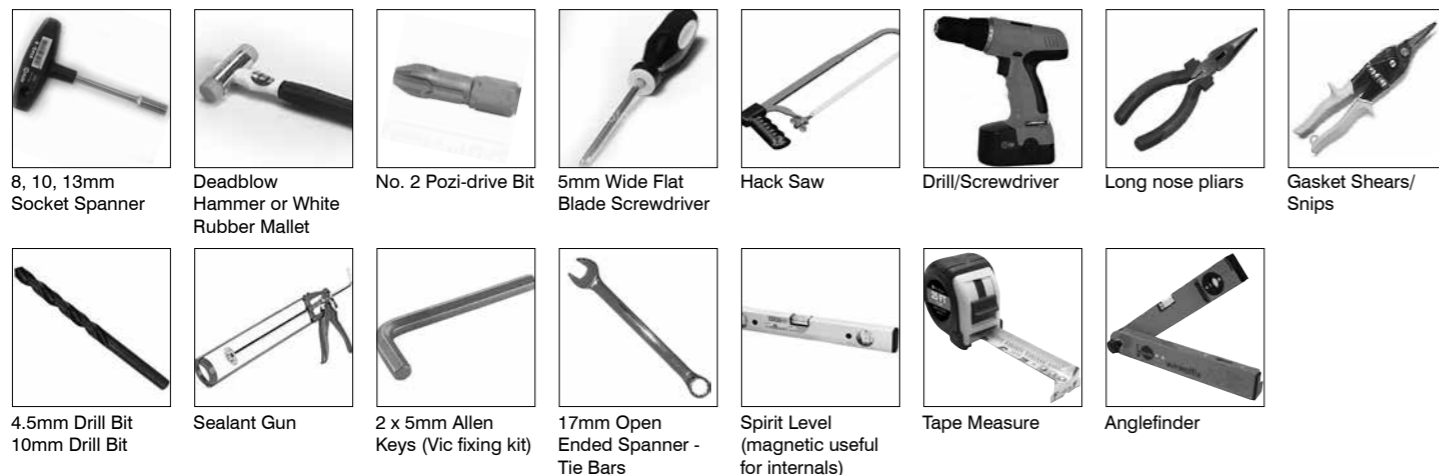 8, 10, 13mm
Socket Spanner
Deadblow
Hammer or White
Rubber Mallet
No. 2 Pozi-drive Bit
5mm Wide Flat
Blade Screwdriver
Hack Saw
Drill/Screwdriver
Long nose pliars
Gasket Shears/
Snips
4.5mm Drill Bit
10mm Drill Bit
Sealant Gun
2 x 5mm Allen
Keys (Vic fixing kit)
17mm Open
Ended Spanner -
Tie Bars
Spirit Level
(magnetic useful
for internals)
25 FT
Tape Measure
Anglefinder